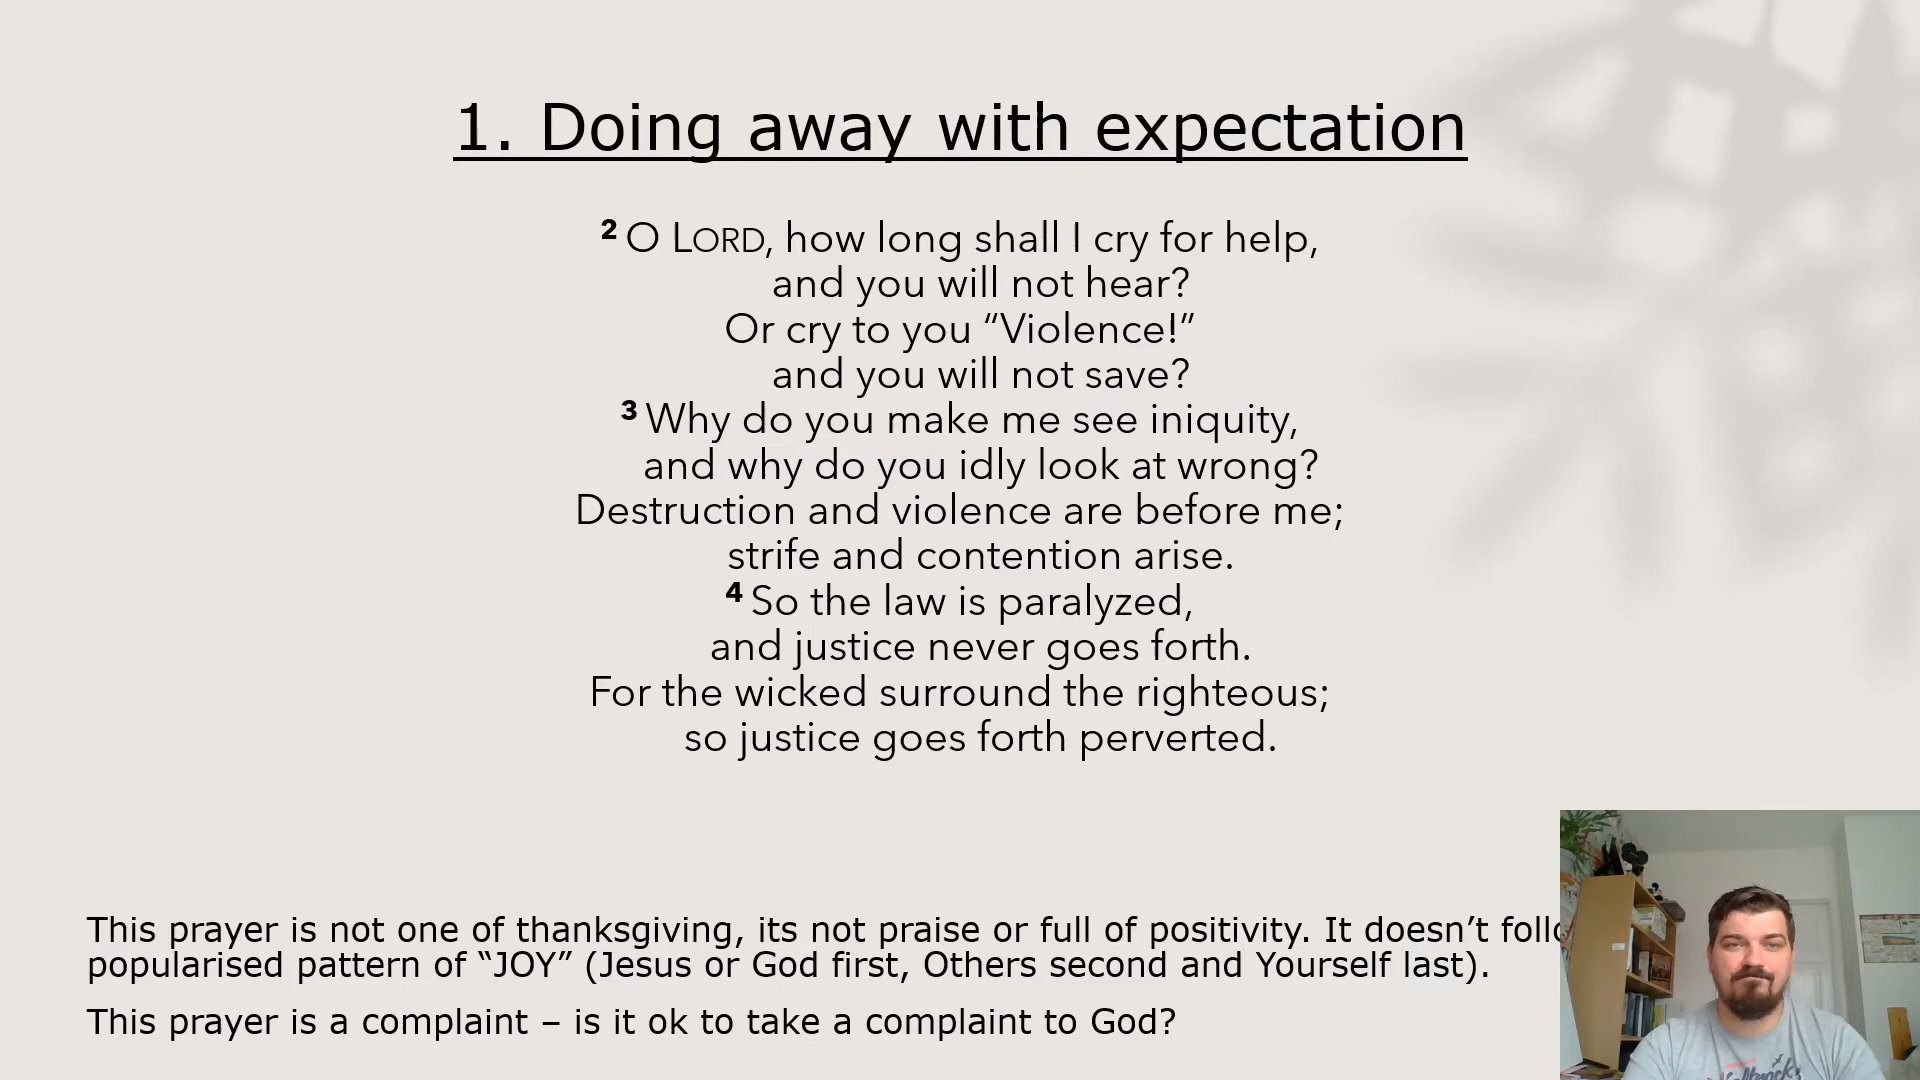 1. Doing away with expectation
2 O LORD, how long shall I cry for help,
and you will not hear?
Or cry to you “Violence!”
and you will not save?
3 Why do you make me see iniquity,
and why do you idly look at wrong?
Destruction and violence are before me;
strife and contention arise.
4 So the law is paralyzed,
and justice never goes forth.
For the wicked surround the righteous;
so justice goes forth perverted.
This prayer is not one of thanksgiving, its not praise or full of positivity. It doesn’t
popularised pattern of “JOY” (Jesus or God first, Others second and Yourself last).
This prayer is a complaint – is it ok to take a complaint to God?